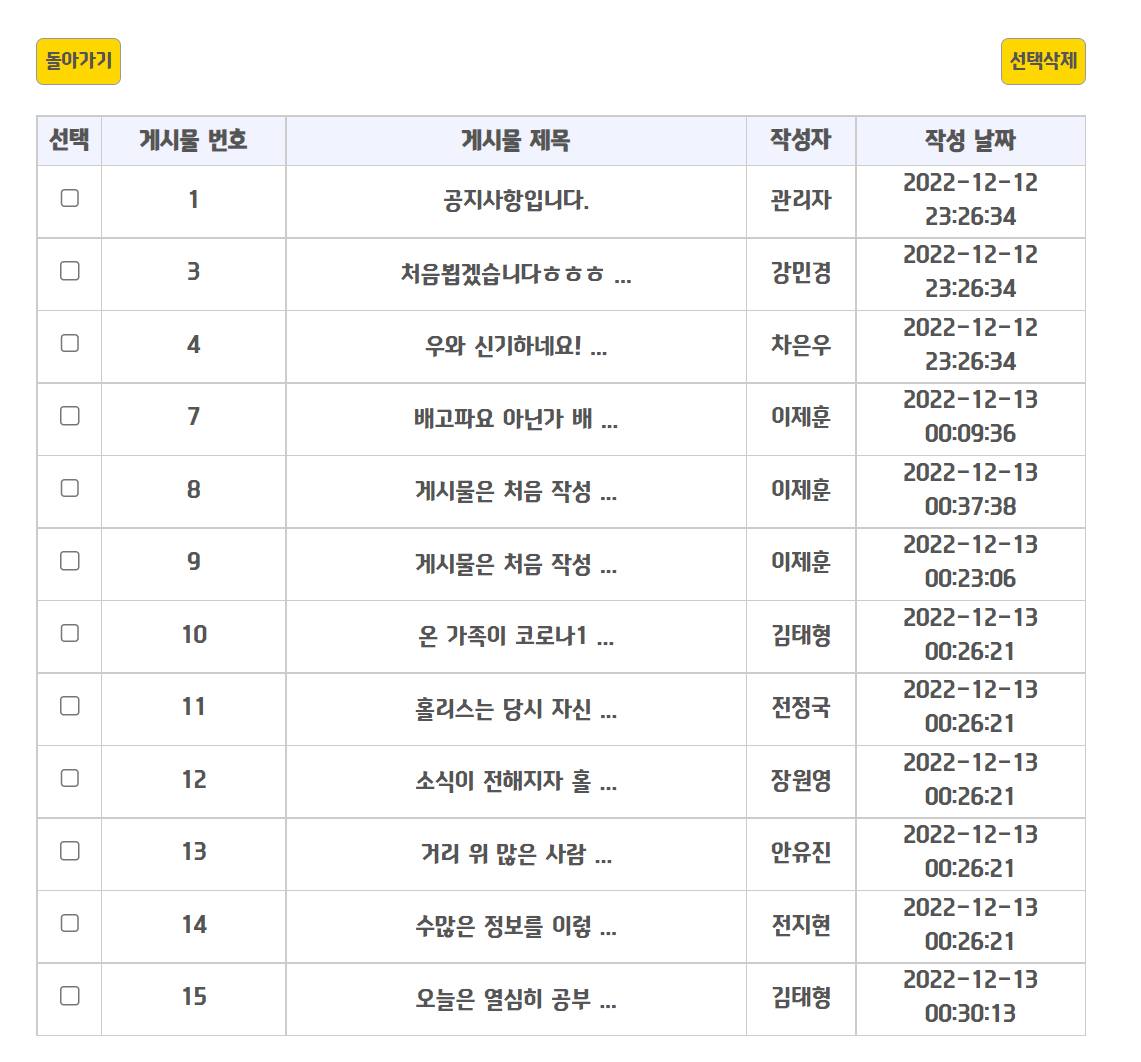 돌아가기 선택삭제
선택 게시물 번호 게시물 제목 작성자 작성 날짜
1 공지사항입니다. 관리자 2022-12-12
23:26:34
3 처음뵙겠습니다ㅎㅎㅎ ... 강민경 2022-12-12
23:26:34
4 우와 신기하네요! ... 차은우 2022-12-12
23:26:34
7 배고파요 아닌가 배 ... 이제훈 2022-12-13
00:09:36
8 게시물은 처음 작성 ... 이제훈 2022-12-13
00:37:38
9 게시물은 처음 작성 ... 이제훈 2022-12-13
00:23:06
10 온 가족이 코로나1 ... 김태형 2022-12-13
00:26:21
11 홀리스는 당시 자신 ... 전정국 2022-12-13
00:26:21
12 소식이 전해지자 홀 ... 장원영 2022-12-13
00:26:21
13 거리 위 많은 사람 ... 안유진 2022-12-13
00:26:21
14 수많은 정보를 이렇 ... 전지현 2022-12-13
00:26:21
15 오늘은 열심히 공부 ... 김태형 2022-12-13
00:30:13